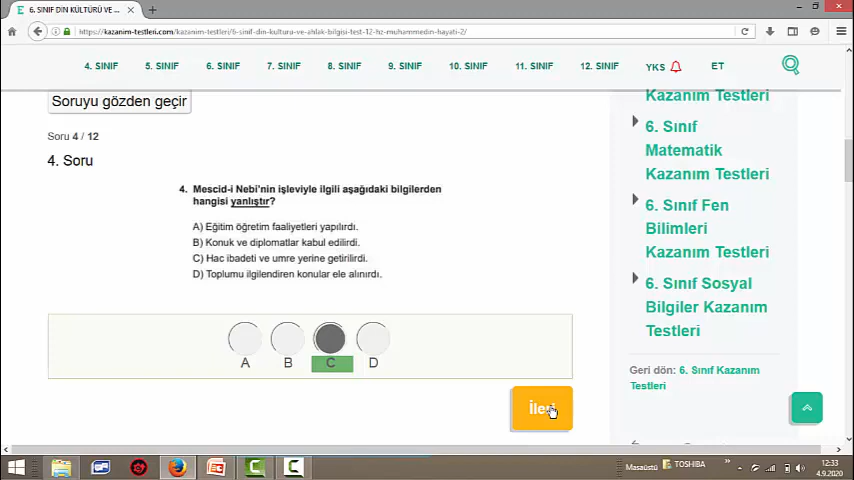 6. SINIF DİN KÜLTÜRÜ VE ...
https://kazanim-testleri.com/kazanim-testleri/6-sinif-din-kulturu-ve-ahlak-bilgisi-test-12-hz-muhammedin-hayati-2/
4. SINIF 5. SINIF 6. SINIF 7. SINIF 8. SINIF 9. SINIF 10. SINIF 11. SINIF 12. SINIF YKS ET
Soruyu gözden geçir
Soru 4 / 12
4. Soru
4. Mescid-i Nebi'nin işleviyle ilgili aşağıdaki bilgilerden
hangisi yanlıştır?
A) Eğitim öğretim faaliyetleri yapılırdı.
B) Konuk ve diplomatlar kabul edilirdi.
C) Hac ibadeti ve umre yerine getirilirdi.
D) Toplumu ilgilendiren konular ele alınırdı.
A B C D
İleri
Kazanım Testleri
6. Sınıf
Matematik
Kazanım Testleri
6. Sınıf Fen
Bilimleri
Kazanım Testleri
6. Sınıf Sosyal
Bilgiler Kazanım
Testleri
Geri dön: 6. Sınıf Kazanım
Testleri
Masaüstü TOSHIBA
12:33
4.9.2020